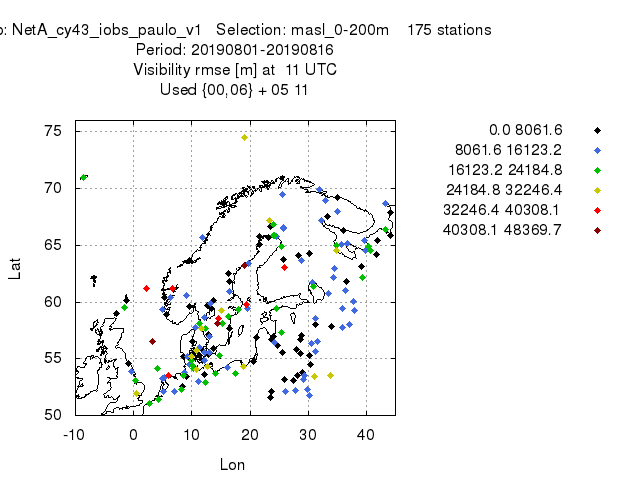 p: NetA_cy43_iobs_paulo_v1 Selection: masl_0-200m 175 stations
Period: 20190801-20190816
Visibility rmse [m] at 11 UTC
Used {00,06} + 05 11
75
70
65
60
55
50
-10 0 10 20 30 40
Lat
Lon
0.0 8061.6
8061.6 16123.2
16123.2 24184.8
24184.8 32246.4
32246.4 40308.1
40308.1 48369.7